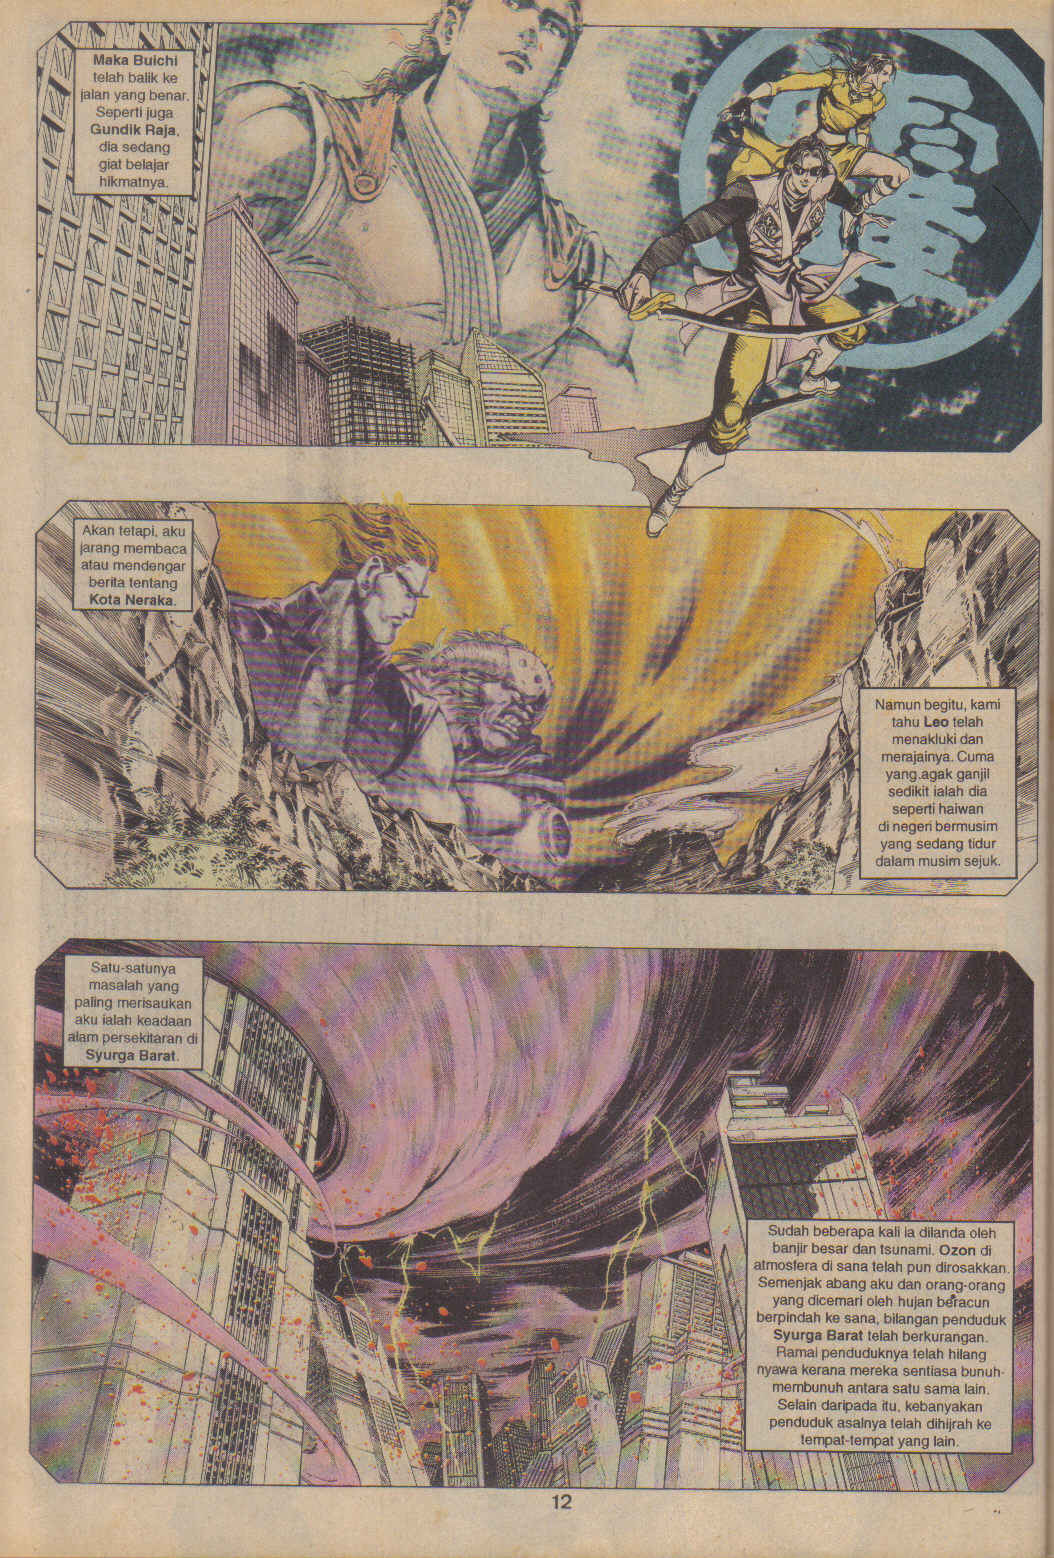 Maka Buichi
telah balik ke
jalan yang benar.
Seperti juga
Gundik Raja,
dia sedang
giat belajar
hikmatnya.
Akan tetapi, aku
jarang membaca
atau mendengar
berita tentang
Kota Neraka.
Namun begitu, kami
tahu Leo telah
menakluki dan
merajainya. Cuma
yang agak ganjil
sedikit ialah dia
seperti haiwan
di negeri bermusim
yang sedang tidur
dalam musim sejuk.
Satu-satunya
masalah yang
paling merisaukan
aku ialah keadaan
alam persekitaran di
Syurga Barat.
Sudah beberapa kali ia dilanda oleh
banjir besar dan tsunami. Ozon di
atmosfera di sana telah pun dirosakkan.
Semenjak abang aku dan orang-orang
yang dicemari oleh hujan beracun
berpindah ke sana, bilangan penduduk
Syurga Barat telah berkurangan.
Ramai penduduknya telah hilang
nyawa kerana mereka sentiasa bunuh-
membunuh antara satu sama lain.
Selain daripada itu, kebanyakan
penduduk asalnya telah dihijrah ke
tempat-tempat yang lain.
12